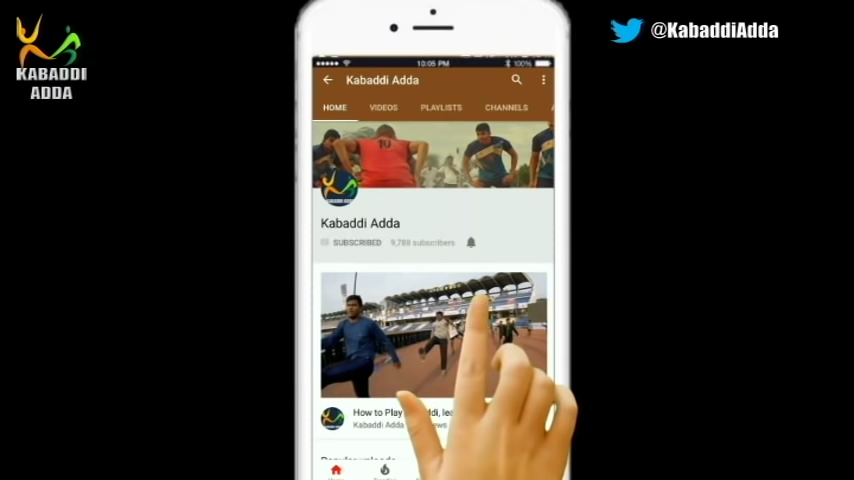 KABADDI
ADDA
@KabaddiAdda
10:05 PM
100%
Kabaddi Adda
HOME VIDEOS PLAYLISTS CHANNELS
10
Kabaddi Adda
SUBSCRIBED 9,788 subscribers
How to Play
Kabaddi Adda